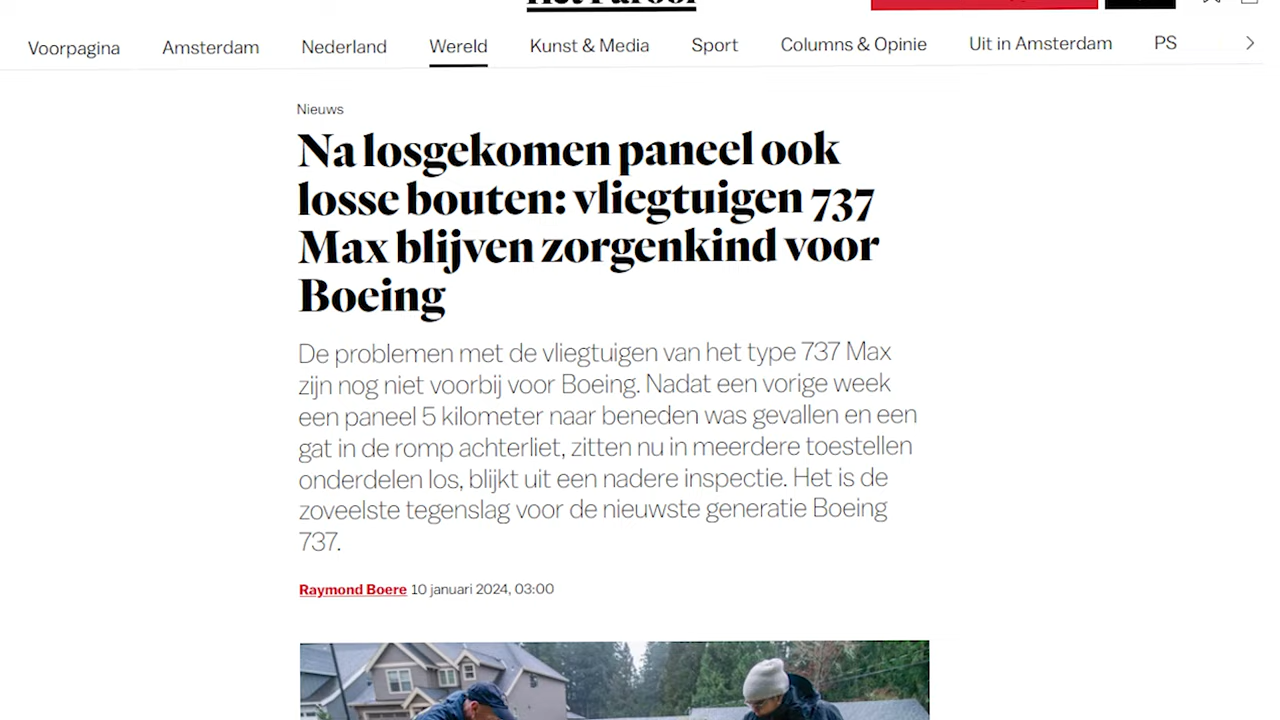 Het Parool
Voorpagina Amsterdam Nederland Wereld Kunst & Media Sport Columns & Opinie Uit in Amsterdam PS
Nieuws
Na losgekomen paneel ook
losse bouten: vliegtuigen 737
Max blijven zorgenkind voor
Boeing
De problemen met de vliegtuigen van het type 737 Max
zijn nog niet voorbij voor Boeing. Nadat een vorige week
een paneel 5 kilometer naar beneden was gevallen en een
gat in de romp achterliet, zitten nu in meerdere toestellen
onderdelen los, blijkt uit een nadere inspectie. Het is de
zoveelste tegenslag voor de nieuwste generatie Boeing
737.
Raymond Boere 10 januari 2024, 03:00